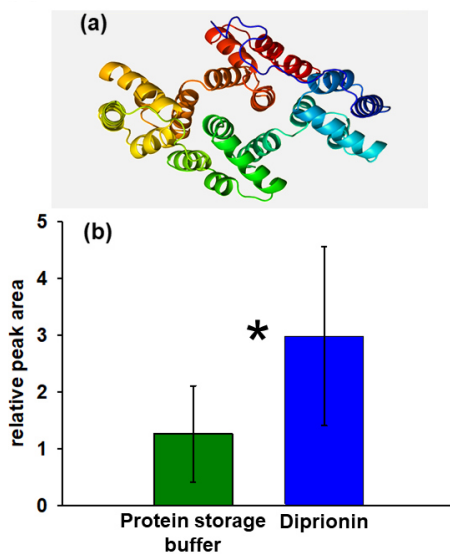 (a)
(b)
relative peak area
5
4
3
2
1
0
*
Protein storage
buffer
Diprionin